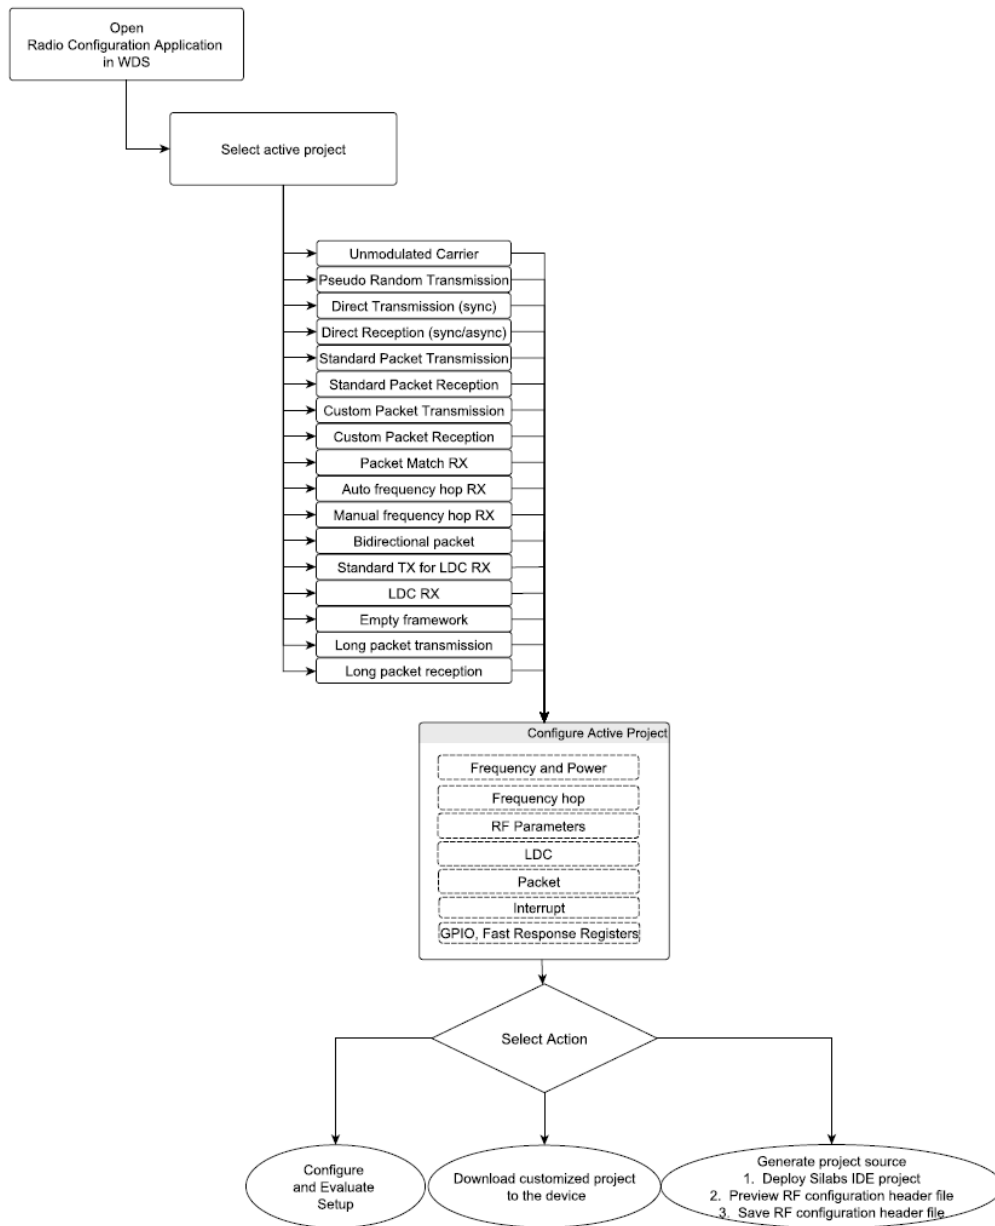 Open
Radio Configuration Application
in WDS
Select active project
Unmodulated Carrier
Pseudo Random Transmission
Direct Transmission (sync)
Direct Reception (sync/async)
Standard Packet Transmission
Standard Packet Reception
Custom Packet Transmission
Custom Packet Reception
Packet Match RX
Auto frequency hop RX
Manual frequency hop RX
Bidirectional packet
Standard TX for LDC RX
LDC RX
Empty framework
Long packet transmission
Long packet reception
Configure Active Project
Frequency and Power
Frequency hop
RF Parameters
LDC
Packet
Interrupt
GPIO, Fast Response Registers
Select Action
Configure
and Evaluate
Setup
Download customized project
to the device
Generate project source
1. Deploy Silabs IDE project
2. Preview RF configuration header file
3. Save RF configuration header file